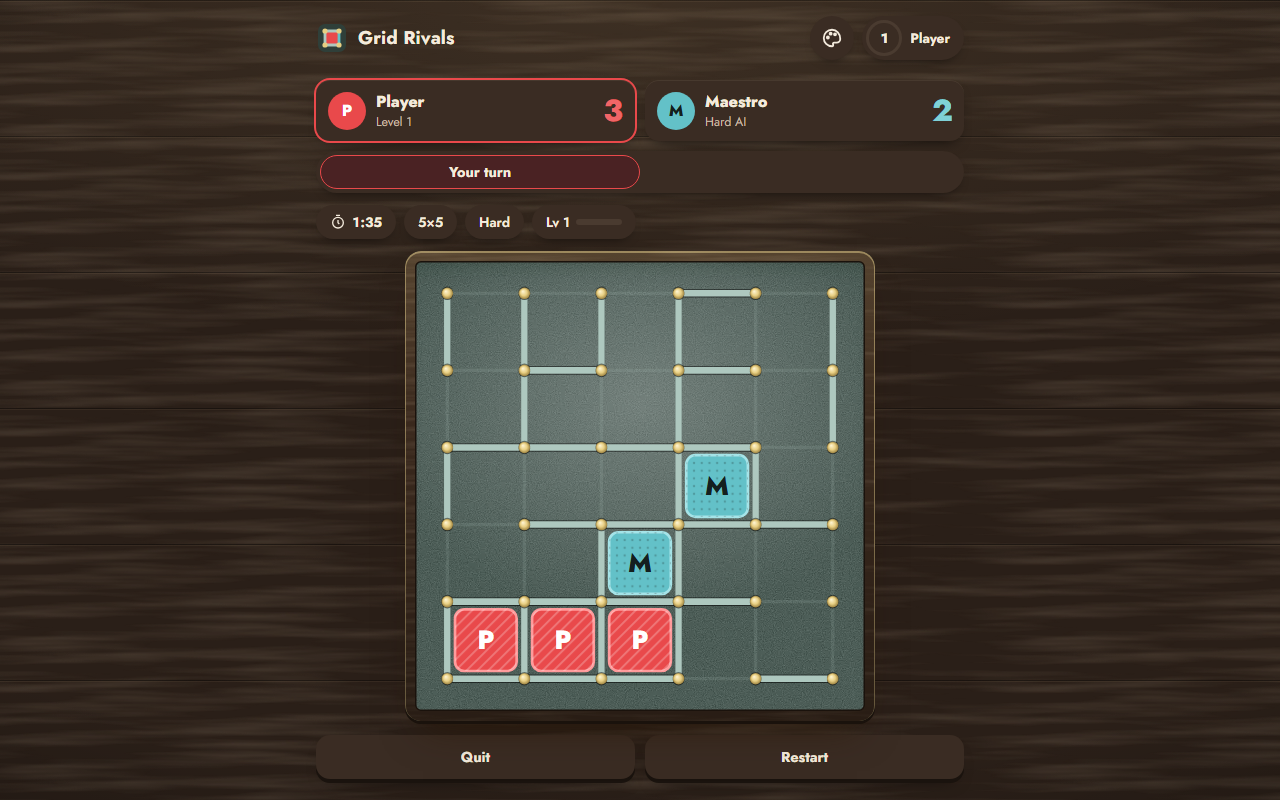 Grid Rivals
1 Player
P Player 3
Level 1
M Maestro 2
Hard AI
Your turn
1:35 5×5 Hard Lv 1
M
M
P P P
Quit Restart